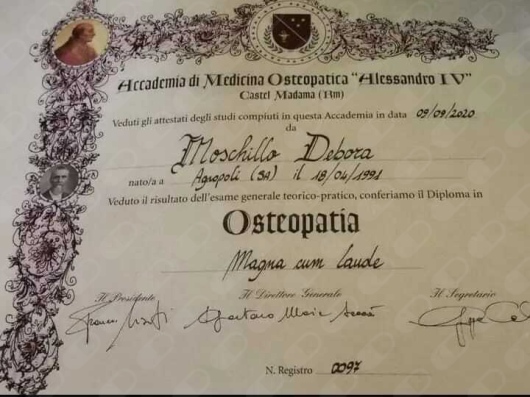 Accademia di Medicina Osteopatica "Alessandro IV"
Castel Madama (Rm)
Veduti gli attestati degli studi compiuti in questa Accademia in data 09/09/2020
da
Moschillo Debora
nato/a a Agropoli (SA) il 18/04/1991
Veduto il risultato dell'esame generale teorico-pratico, conferiamo il Diploma in
Osteopatia
Magna cum laude
Il Presidente Il Direttore Generale Il Segretario
N. Registro 0097